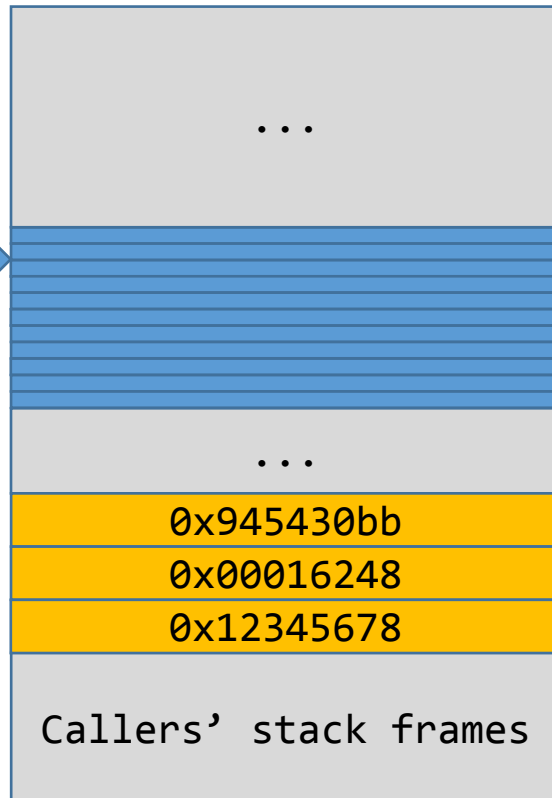 ...
...
0x945430bb
0x00016248
0x12345678
Callers’ stack frames